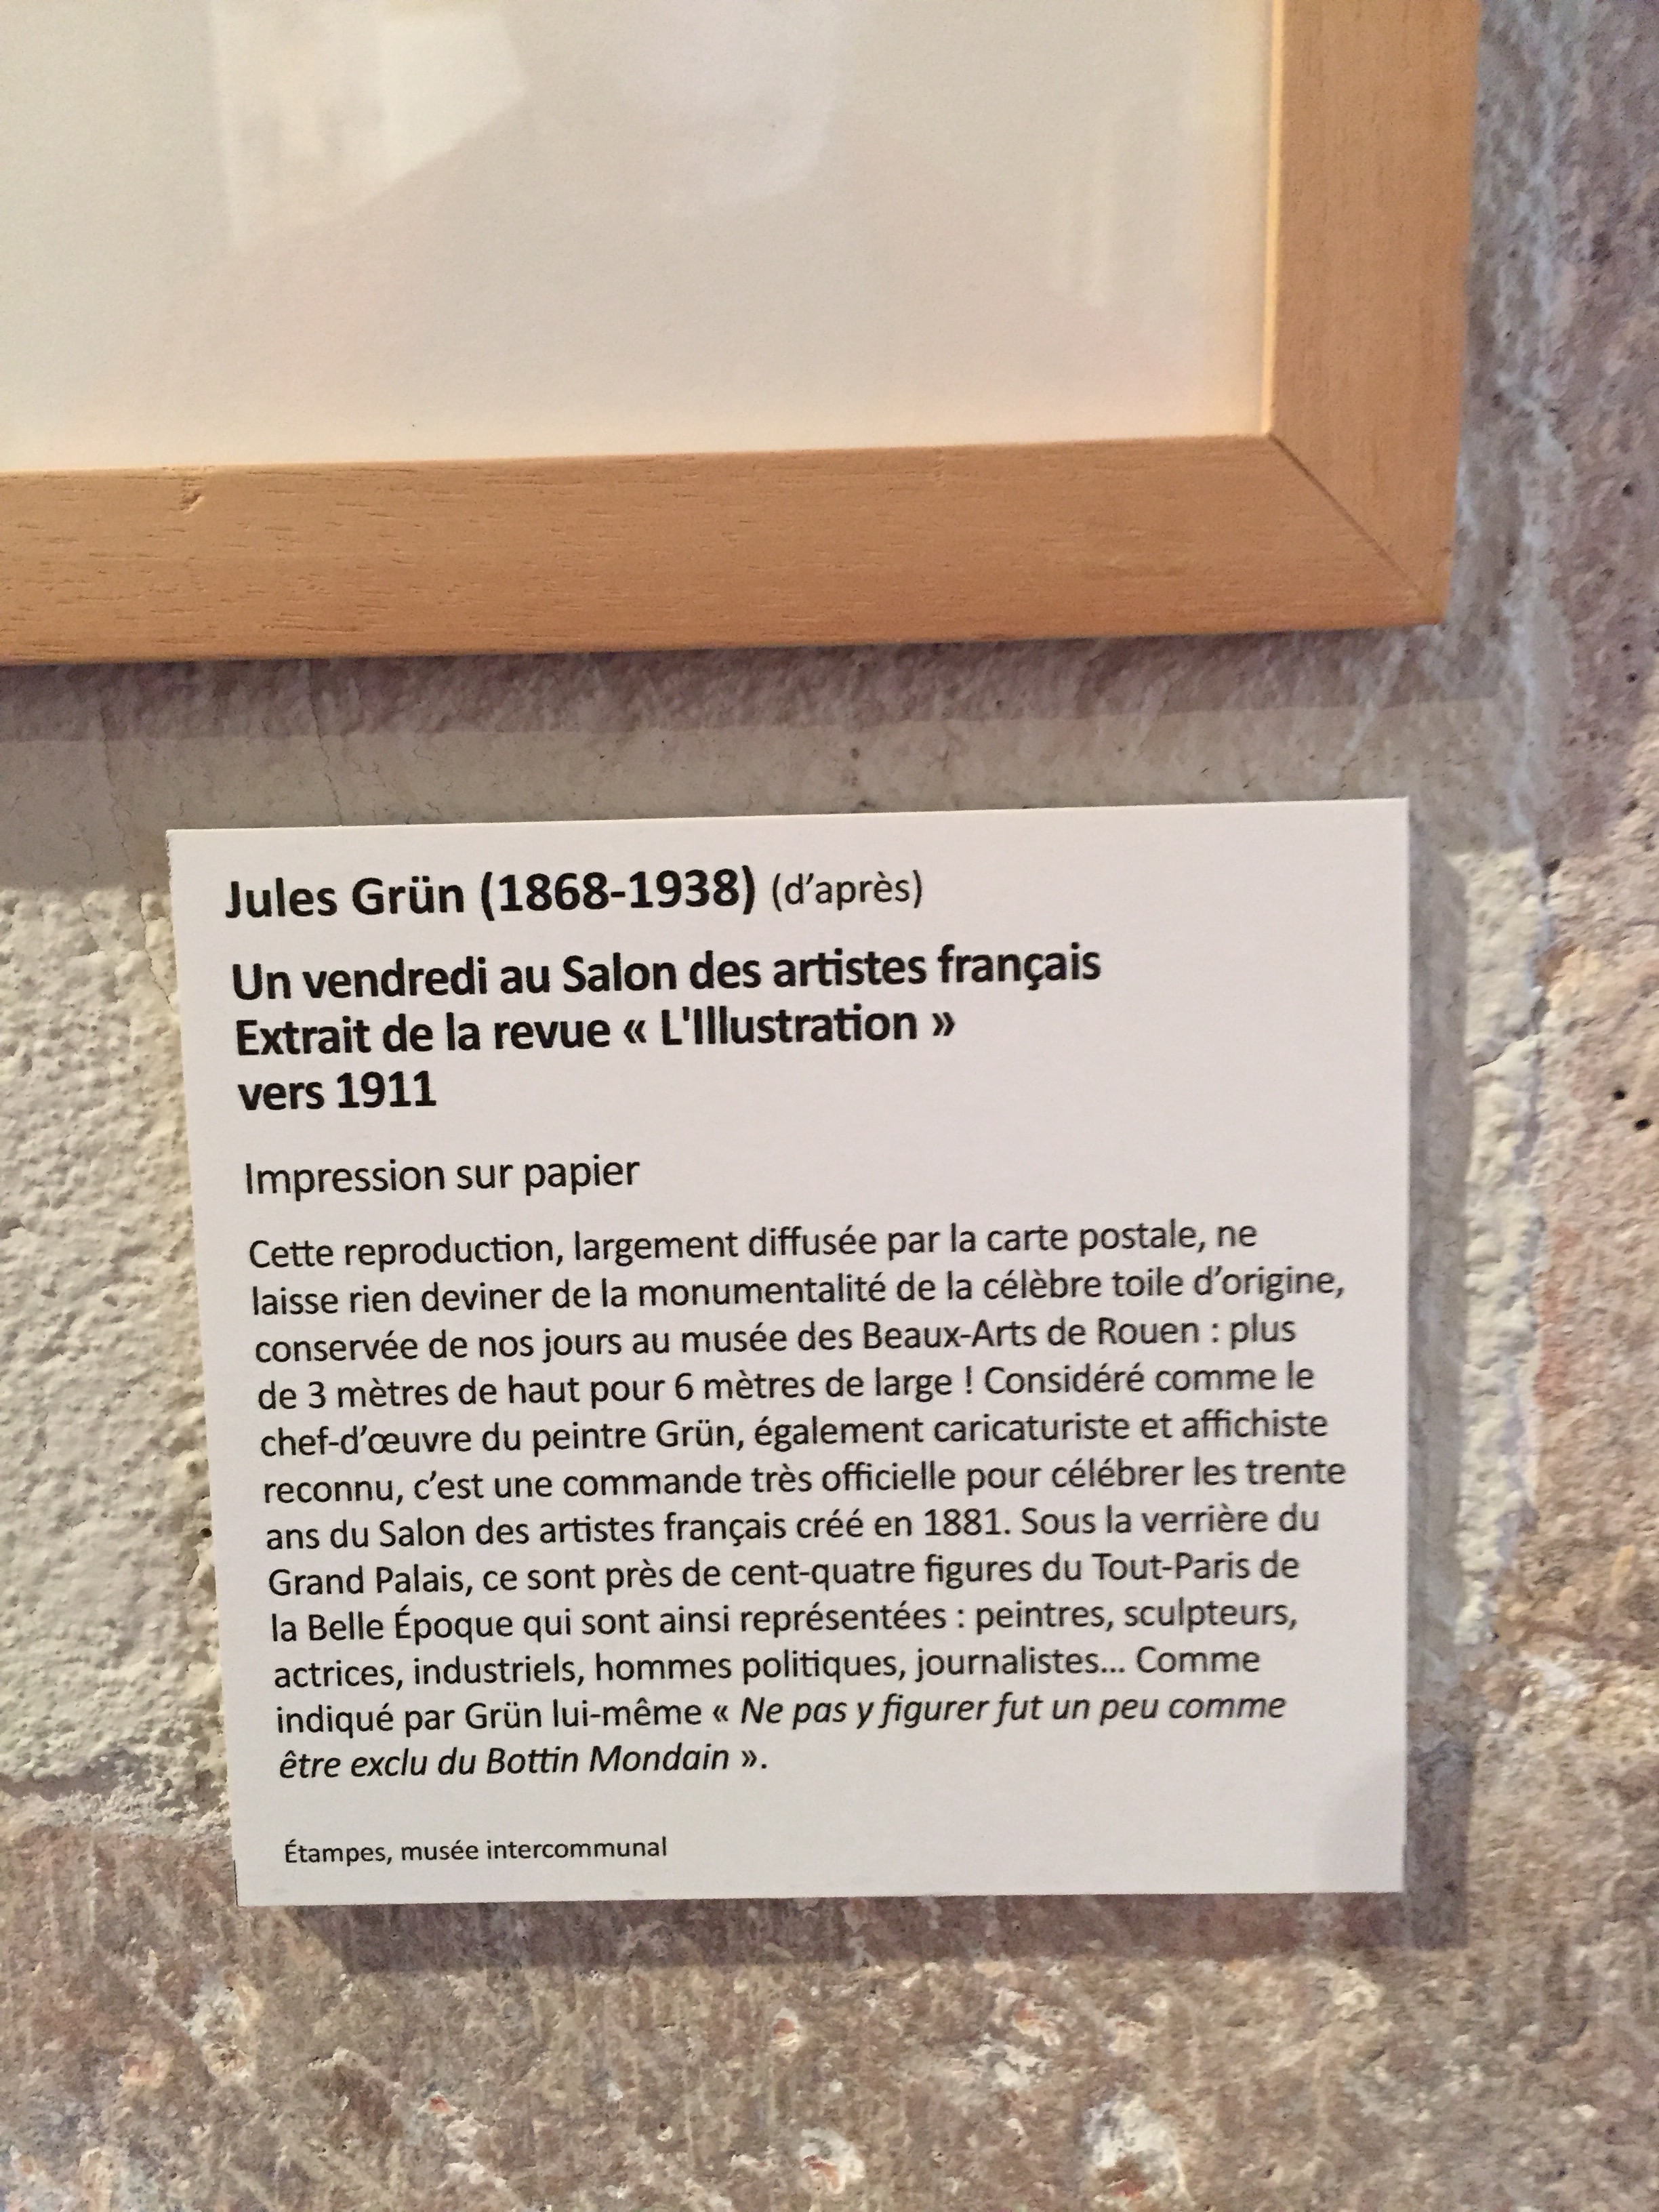 Jules Grün (1868-1938) (d’après)
Un vendredi au Salon des artistes français
Extrait de la revue « L'Illustration »
vers 1911
Impression sur papier
Cette reproduction, largement diffusée par la carte postale, ne
laisse rien deviner de la monumentalité de la célèbre toile d’origine,
conservée de nos jours au musée des Beaux-Arts de Rouen : plus
de 3 mètres de haut pour 6 mètres de large ! Considéré comme le
chef-d’œuvre du peintre Grün, également caricaturiste et affichiste
reconnu, c’est une commande très officielle pour célébrer les trente
ans du Salon des artistes français créé en 1881. Sous la verrière du
Grand Palais, ce sont près de cent-quatre figures du Tout-Paris de
la Belle Époque qui sont ainsi représentées : peintres, sculpteurs,
actrices, industriels, hommes politiques, journalistes... Comme
indiqué par Grün lui-même « Ne pas y figurer fut un peu comme
être exclu du Bottin Mondain ».
Étampes, musée intercommunal